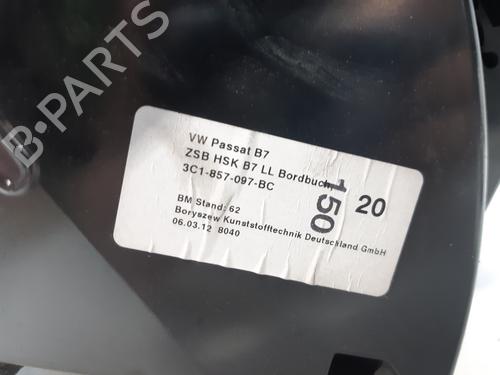 B-PARTS
VW Passat B7
ZSB HSK B7 LL Bordbuch,
3C1-857-097-BC
150
20
BM Stand: 62
Boryszew Kunststofftechnik Deutschland GmbH
06.03.12 8040